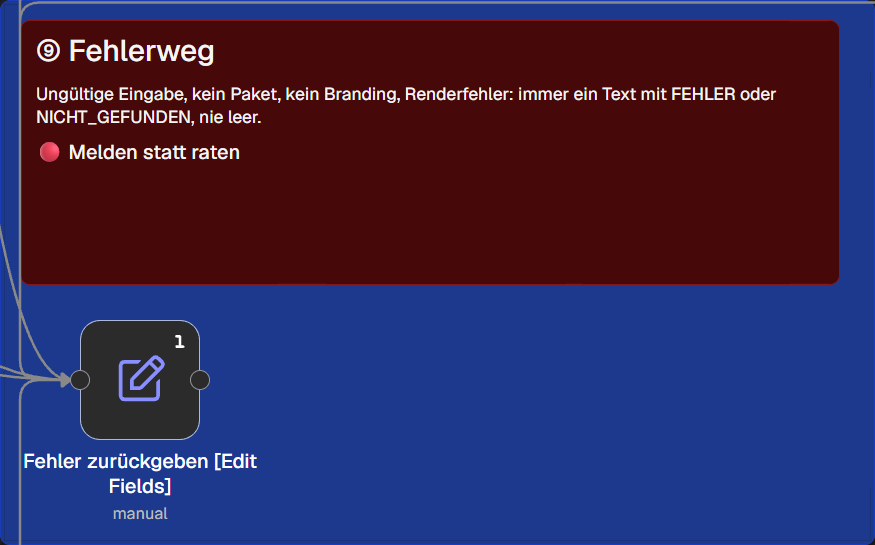 ⑨ Fehlerweg
Ungültige Eingabe, kein Paket, kein Branding, Renderfehler: immer ein Text mit FEHLER oder
NICHT_GEFUNDEN, nie leer.
🔴 Melden statt raten
1
Fehler zurückgeben [Edit
Fields]
manual